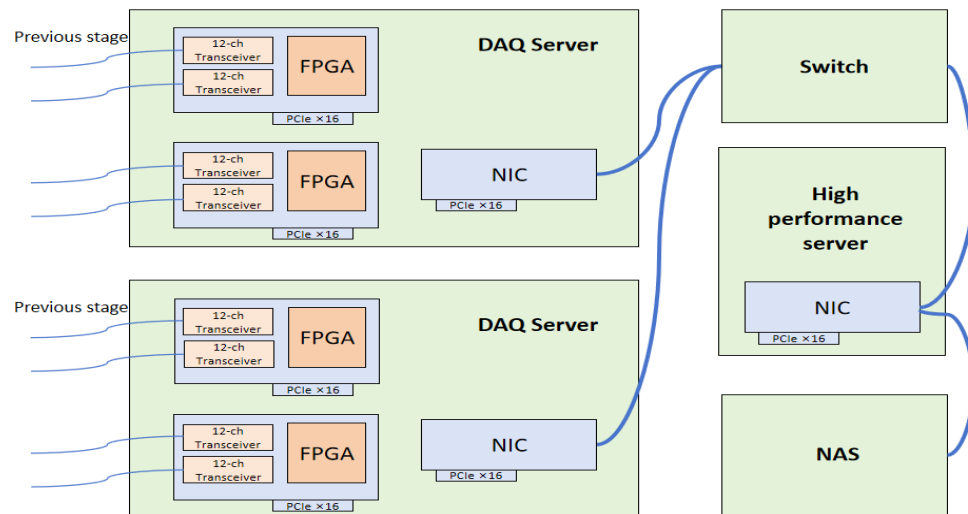 Previous stage
12-ch
Transceiver
12-ch
Transceiver
FPGA
PCIe ×16
12-ch
Transceiver
12-ch
Transceiver
FPGA
PCIe ×16
DAQ Server
NIC
PCIe ×16
Previous stage
12-ch
Transceiver
12-ch
Transceiver
FPGA
PCIe ×16
12-ch
Transceiver
12-ch
Transceiver
FPGA
PCIe ×16
DAQ Server
NIC
PCIe ×16
Switch
High
performance
server
NIC
PCIe ×16
NAS